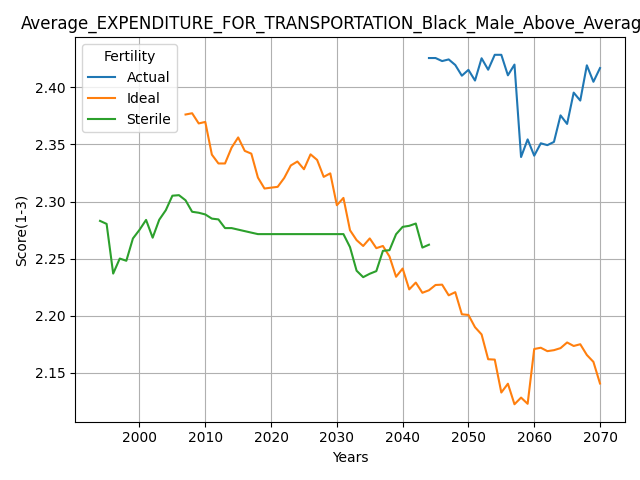 Average_EXPENDITURE_FOR_TRANSPORTATION_Black_Male_Above_Averag
Fertility
Actual
Ideal
Sterile
Score(1-3)
2.40
2.35
2.30
2.25
2.20
2.15
2000 2010 2020 2030 2040 2050 2060 2070
Years